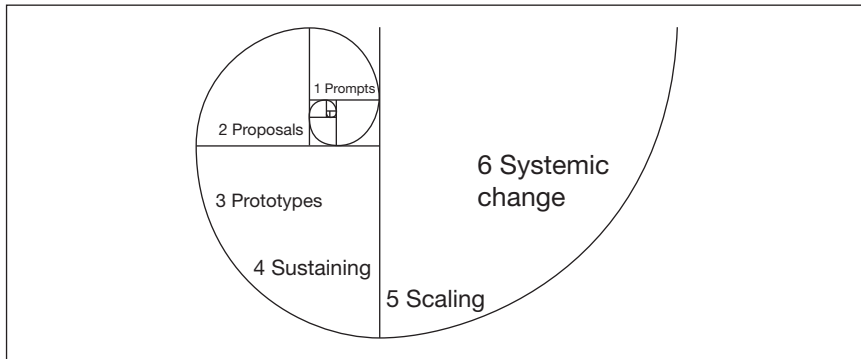 1 Prompts
2 Proposals
3 Prototypes
4 Sustaining
5 Scaling
6 Systemic
change